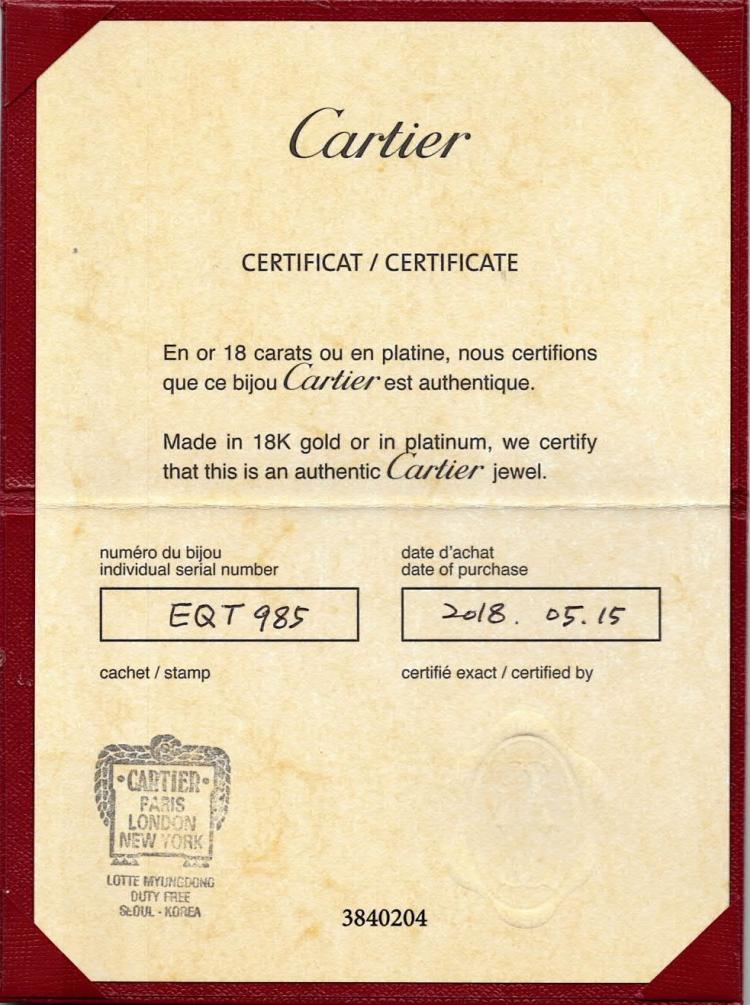 Cartier
CERTIFICAT / CERTIFICATE
En or 18 carats ou en platine, nous certifions
que ce bijou Cartier est authentique.
Made in 18K gold or in platinum, we certify
that this is an authentic Cartier jewel.
numéro du bijou
individual serial number
EQT 985
date d'achat
date of purchase
2018. 05. 15
cachet / stamp
certifié exact / certified by
·CARTIER·
PARIS
LONDON
NEW YORK
LOTTE MYUNGDONG
DUTY FREE
SEOUL - KOREA
3840204